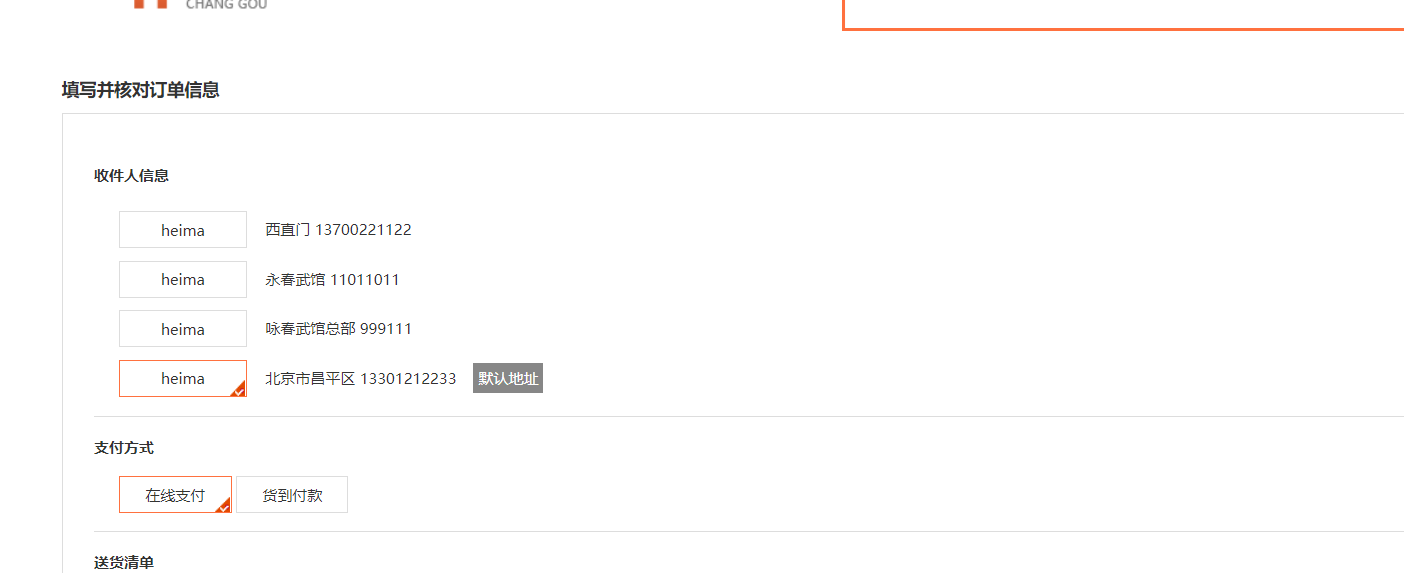 CHANG GOU
填写并核对订单信息
收件人信息
heima 西直门 13700221122
heima 永春武馆 11011011
heima 咏春武馆总部 999111
heima 北京市昌平区 13301212233 默认地址
支付方式
在线支付 货到付款
送货清单